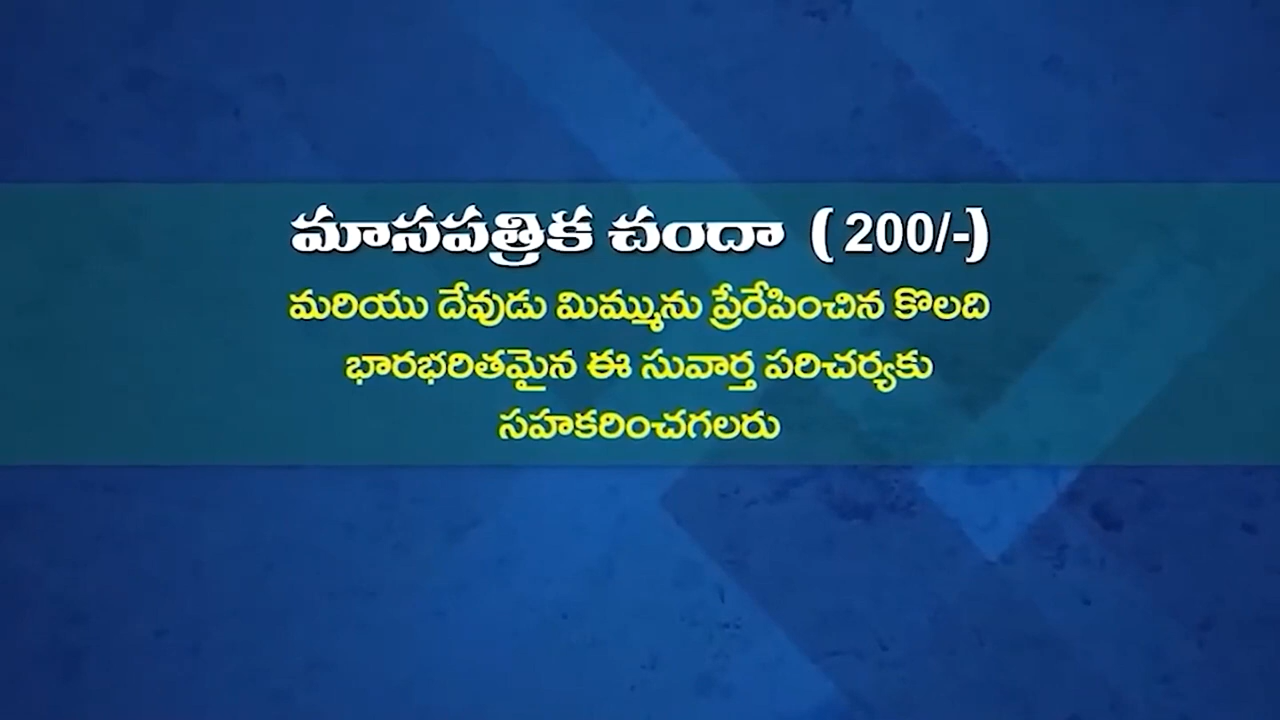 మాసపత్రిక చందా ( 200/-)
మరియు దేవుడు మిమ్మును ప్రేరేపించిన కొలది
భారభరితమైన ఈ సువార్త పరిచర్యకు
సహకరించగలరు